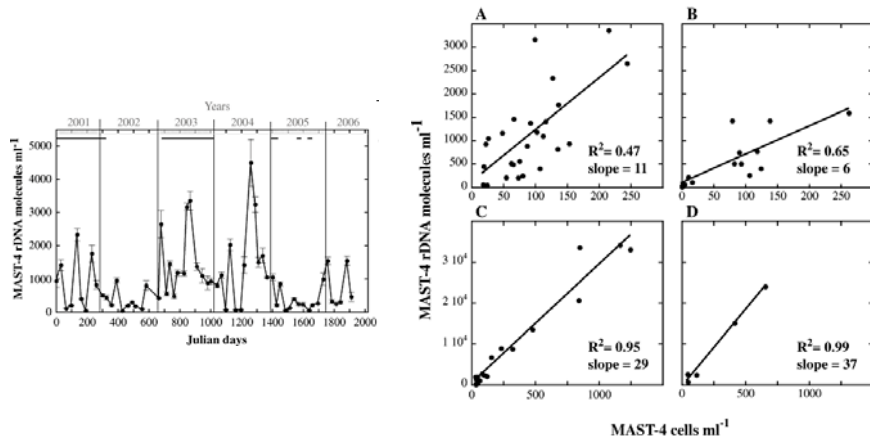 Years
2001 2002 2003 2004 2005 2006
MAST-4 rDNA molecules ml-1
5000
4000
3000
2000
1000
0
0 200 400 600 800 1000 1200 1400 1600 1800 2000
Julian days
A
3000
2500
2000
1500
1000
500
0
0 50 100 150 200 250
R2= 0.47
slope = 11
B
0 50 100 150 200 250
R2= 0.65
slope = 6
MAST-4 rDNA molecules ml-1
C
3 104
2 104
1 104
0
0 500 1000
R2= 0.95
slope = 29
D
0 500 1000
R2= 0.99
slope = 37
MAST-4 cells ml-1